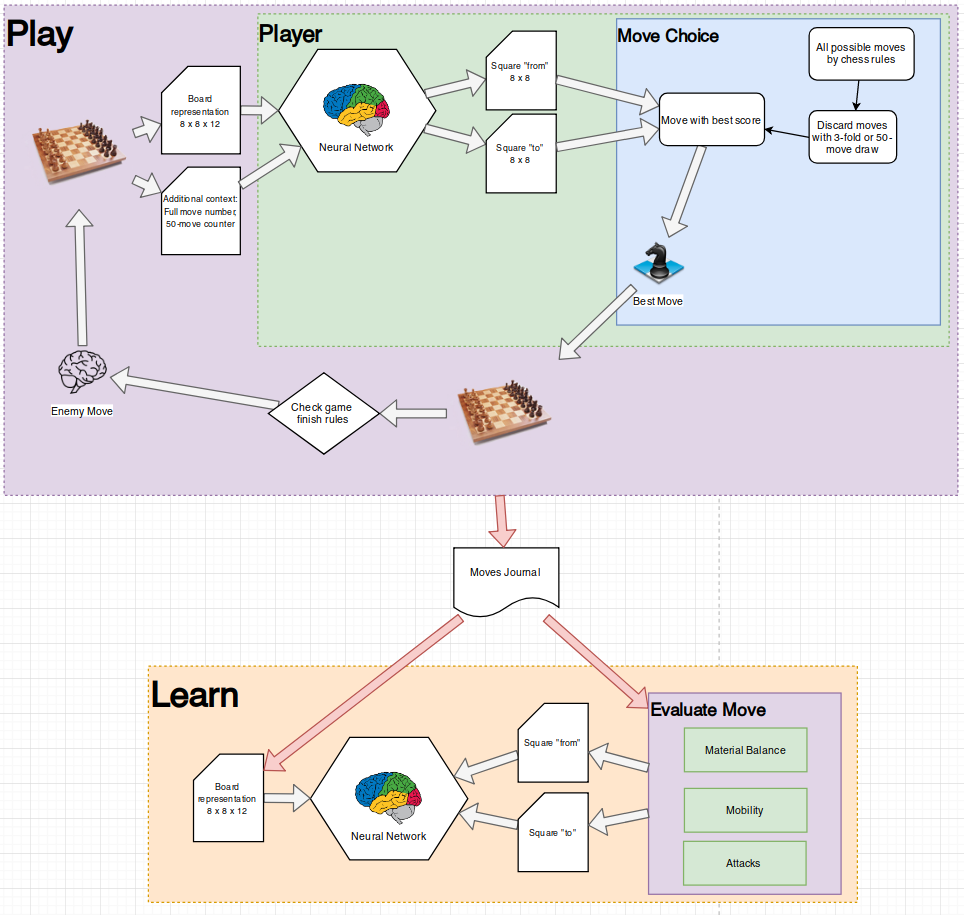 Play
Player
Move Choice
All possible moves
by chess rules
Square "from"
8 x 8
Board
representation
8 x 8 x 12
Move with best score
Discard moves
with 3-fold or 50-
move draw
Neural Network
Square "to"
8 x 8
Additional context:
Full move number,
50-move counter
Best Move
Enemy Move
Check game
finish rules
Moves Journal
Learn
Evaluate Move
Square "from"
Material Balance
Board
representation
8 x 8 x 12
Mobility
Neural Network
Square "to"
Attacks